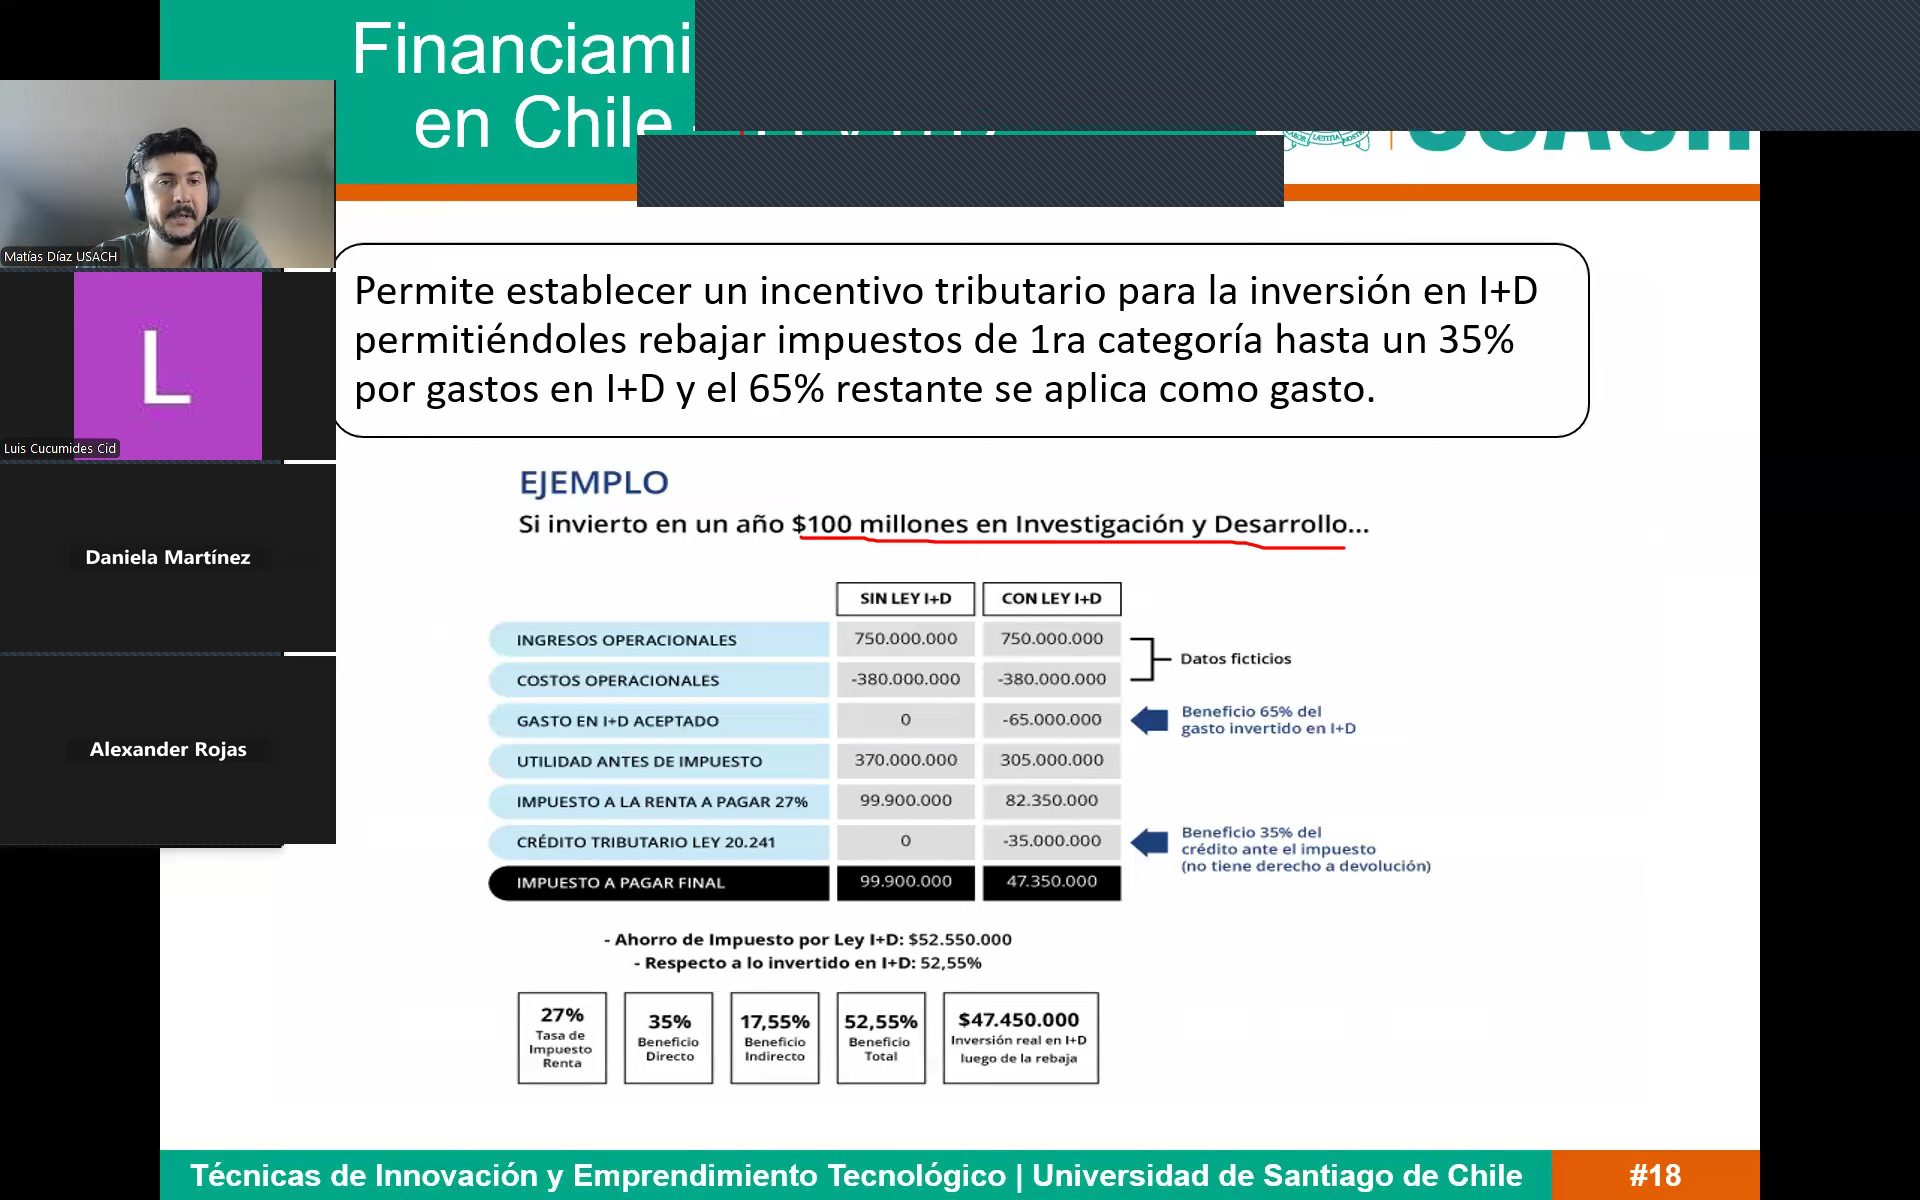 Financiami
en Chile
Matías Díaz USACH
L
Luis Cucumides Cid
Daniela Martínez
Alexander Rojas
Permite establecer un incentivo tributario para la inversión en I+D
permitiéndoles rebajar impuestos de 1ra categoría hasta un 35%
por gastos en I+D y el 65% restante se aplica como gasto.
EJEMPLO
Si invierto en un año $100 millones en Investigación y Desarrollo...
SIN LEY I+D CON LEY I+D
INGRESOS OPERACIONALES 750.000.000 750.000.000
Datos ficticios
COSTOS OPERACIONALES -380.000.000 -380.000.000
GASTO EN I+D ACEPTADO 0 -65.000.000
Beneficio 65% del
gasto invertido en I+D
UTILIDAD ANTES DE IMPUESTO 370.000.000 305.000.000
IMPUESTO A LA RENTA A PAGAR 27% 99.900.000 82.350.000
CRÉDITO TRIBUTARIO LEY 20.241 0 -35.000.000
Beneficio 35% del
crédito ante el impuesto
(no tiene derecho a devolución)
IMPUESTO A PAGAR FINAL 99.900.000 47.350.000
- Ahorro de Impuesto por Ley I+D: $52.550.000
- Respecto a lo invertido en I+D: 52,55%
27%
Tasa de
Impuesto
Renta
35%
Beneficio
Directo
17,55%
Beneficio
Indirecto
52,55%
Beneficio
Total
$47.450.000
Inversión real en I+D
luego de la rebaja
Técnicas de Innovación y Emprendimiento Tecnológico | Universidad de Santiago de Chile
#18